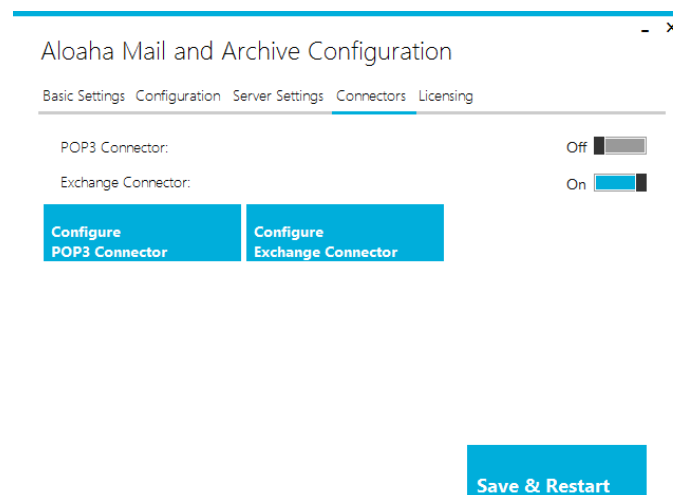 Aloaha Mail and Archive Configuration
Basic Settings Configuration Server Settings Connectors Licensing
POP3 Connector:
Off
Exchange Connector:
On
Configure
POP3 Connector
Configure
Exchange Connector
Save & Restart